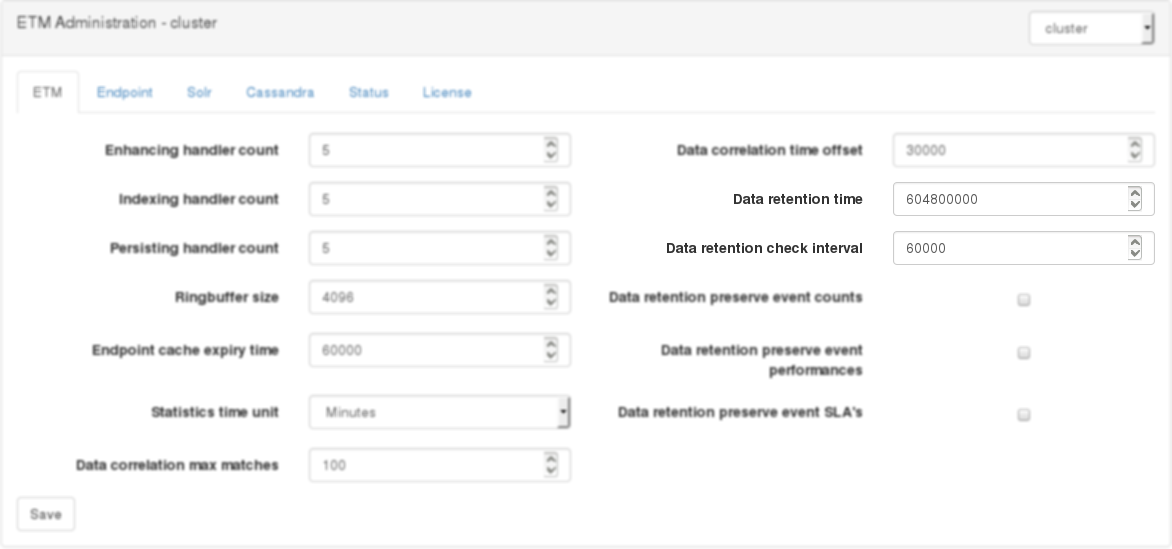 ETM Administration - cluster
cluster
ETM Endpoint Solr Cassandra Status License
Enhancing handler count 5 Data correlation time offset 30000
Indexing handler count 5 Data retention time 604800000
Persisting handler count 5 Data retention check interval 60000
Ringbuffer size 4096 Data retention preserve event counts
Endpoint cache expiry time 60000 Data retention preserve event
performances
Statistics time unit Minutes Data retention preserve event SLA's
Data correlation max matches 100
Save